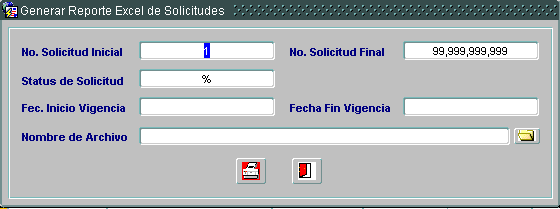 Generar Reporte Excel de Solicitudes
No. Solicitud Inicial 1 No. Solicitud Final 99,999,999,999
Status de Solicitud %
Fec. Inicio Vigencia Fecha Fin Vigencia
Nombre de Archivo